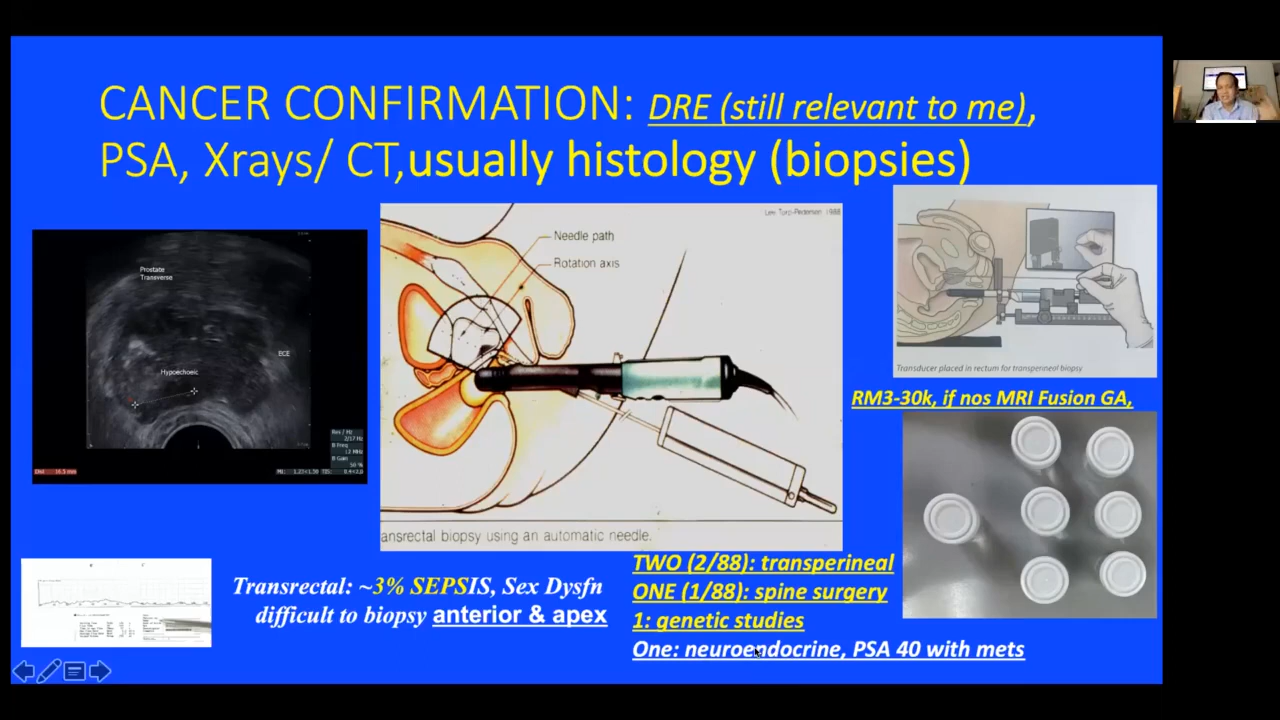 CANCER CONFIRMATION: DRE (still relevant to me),
PSA, Xrays/ CT,usually histology (biopsies)
Prostate
Transverse
ECE
Hypoechoeic
Needle path
Rotation axis
ansrectal biopsy using an automatic needle.
Transducer placed in rectum for transperineal biopsy
RM3-30k, if nos MRI Fusion GA,
Transrectal: ~3% SEPSIS, Sex Dysfn
difficult to biopsy anterior & apex
TWO (2/88): transperineal
ONE (1/88): spine surgery
1: genetic studies
One: neuroendocrine, PSA 40 with mets